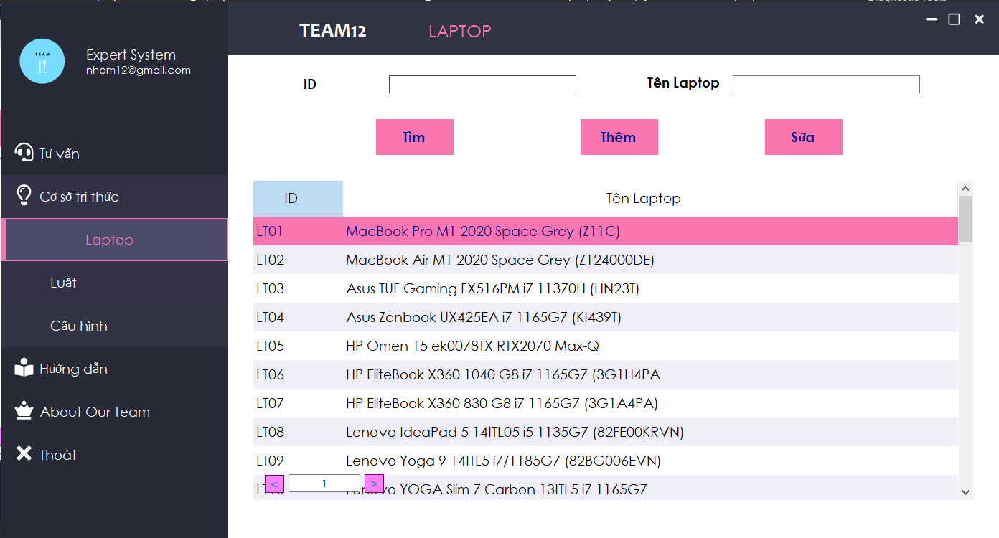 TEAM
12
Expert System
nhom12@gmail.com
Tư vấn
Cơ sở tri thức
Laptop
Luật
Cấu hình
Hướng dẫn
About Our Team
Thoát
TEAM12 LAPTOP
ID Tên Laptop
Tìm Thêm Sửa
ID Tên Laptop
LT01 MacBook Pro M1 2020 Space Grey (Z11C)
LT02 MacBook Air M1 2020 Space Grey (Z124000DE)
LT03 Asus TUF Gaming FX516PM i7 11370H (HN23T)
LT04 Asus Zenbook UX425EA i7 1165G7 (KI439T)
LT05 HP Omen 15 ek0078TX RTX2070 Max-Q
LT06 HP EliteBook X360 1040 G8 i7 1165G7 (3G1H4PA
LT07 HP EliteBook X360 830 G8 i7 1165G7 (3G1A4PA)
LT08 Lenovo IdeaPad 5 14ITL05 i5 1135G7 (82FE00KRVN)
LT09 Lenovo Yoga 9 14ITL5 i7/1185G7 (82BG006EVN)
< 1 >
YOGA Slim 7 Carbon 13ITL5 i7 1165G7